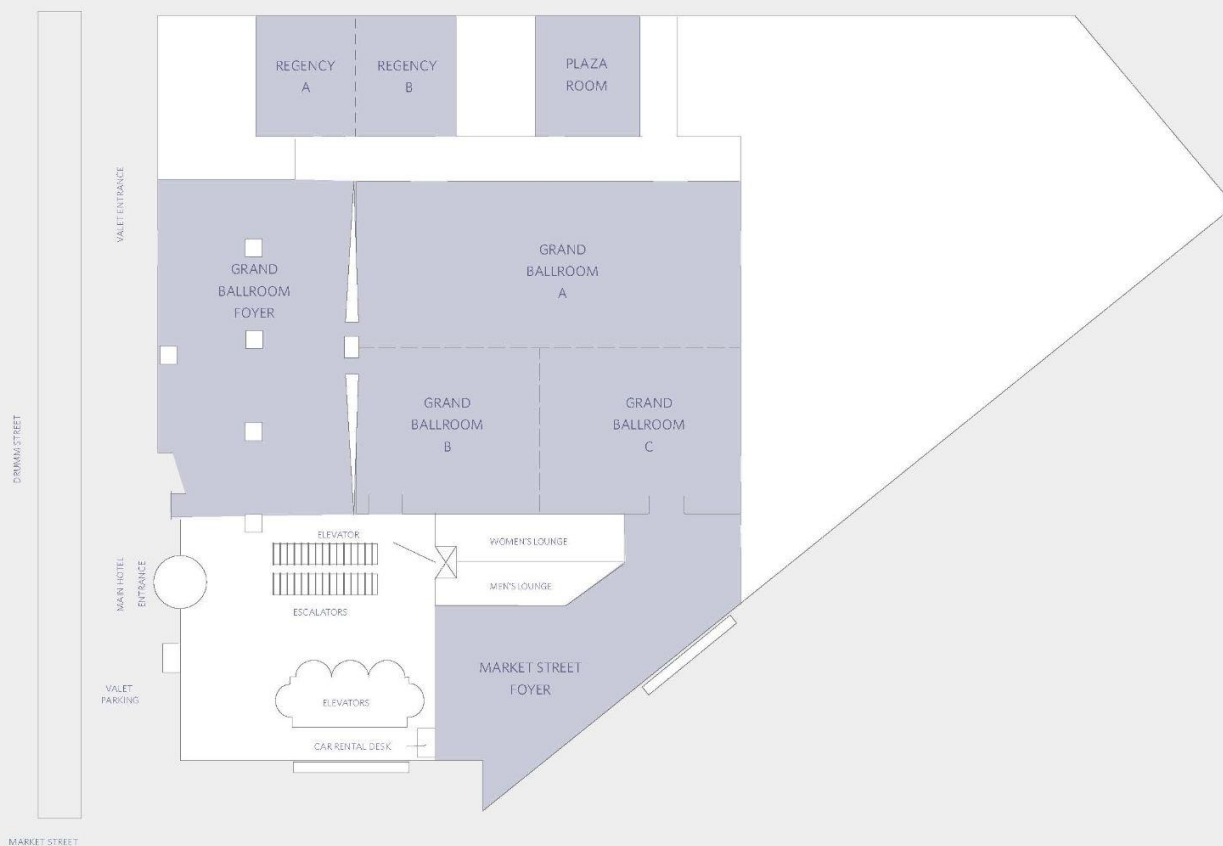 REGENCY
A
REGENCY
B
PLAZA
ROOM
VALET ENTRANCE
GRAND
BALLROOM
FOYER
GRAND
BALLROOM
A
GRAND
BALLROOM
B
GRAND
BALLROOM
C
DRUMM STREET
ELEVATOR
WOMEN'S LOUNGE
MEN'S LOUNGE
MAIN HOTEL
ENTRANCE
ESCALATORS
MARKET STREET
FOYER
VALET
PARKING
ELEVATORS
CAR RENTAL DESK
MARKET STREET